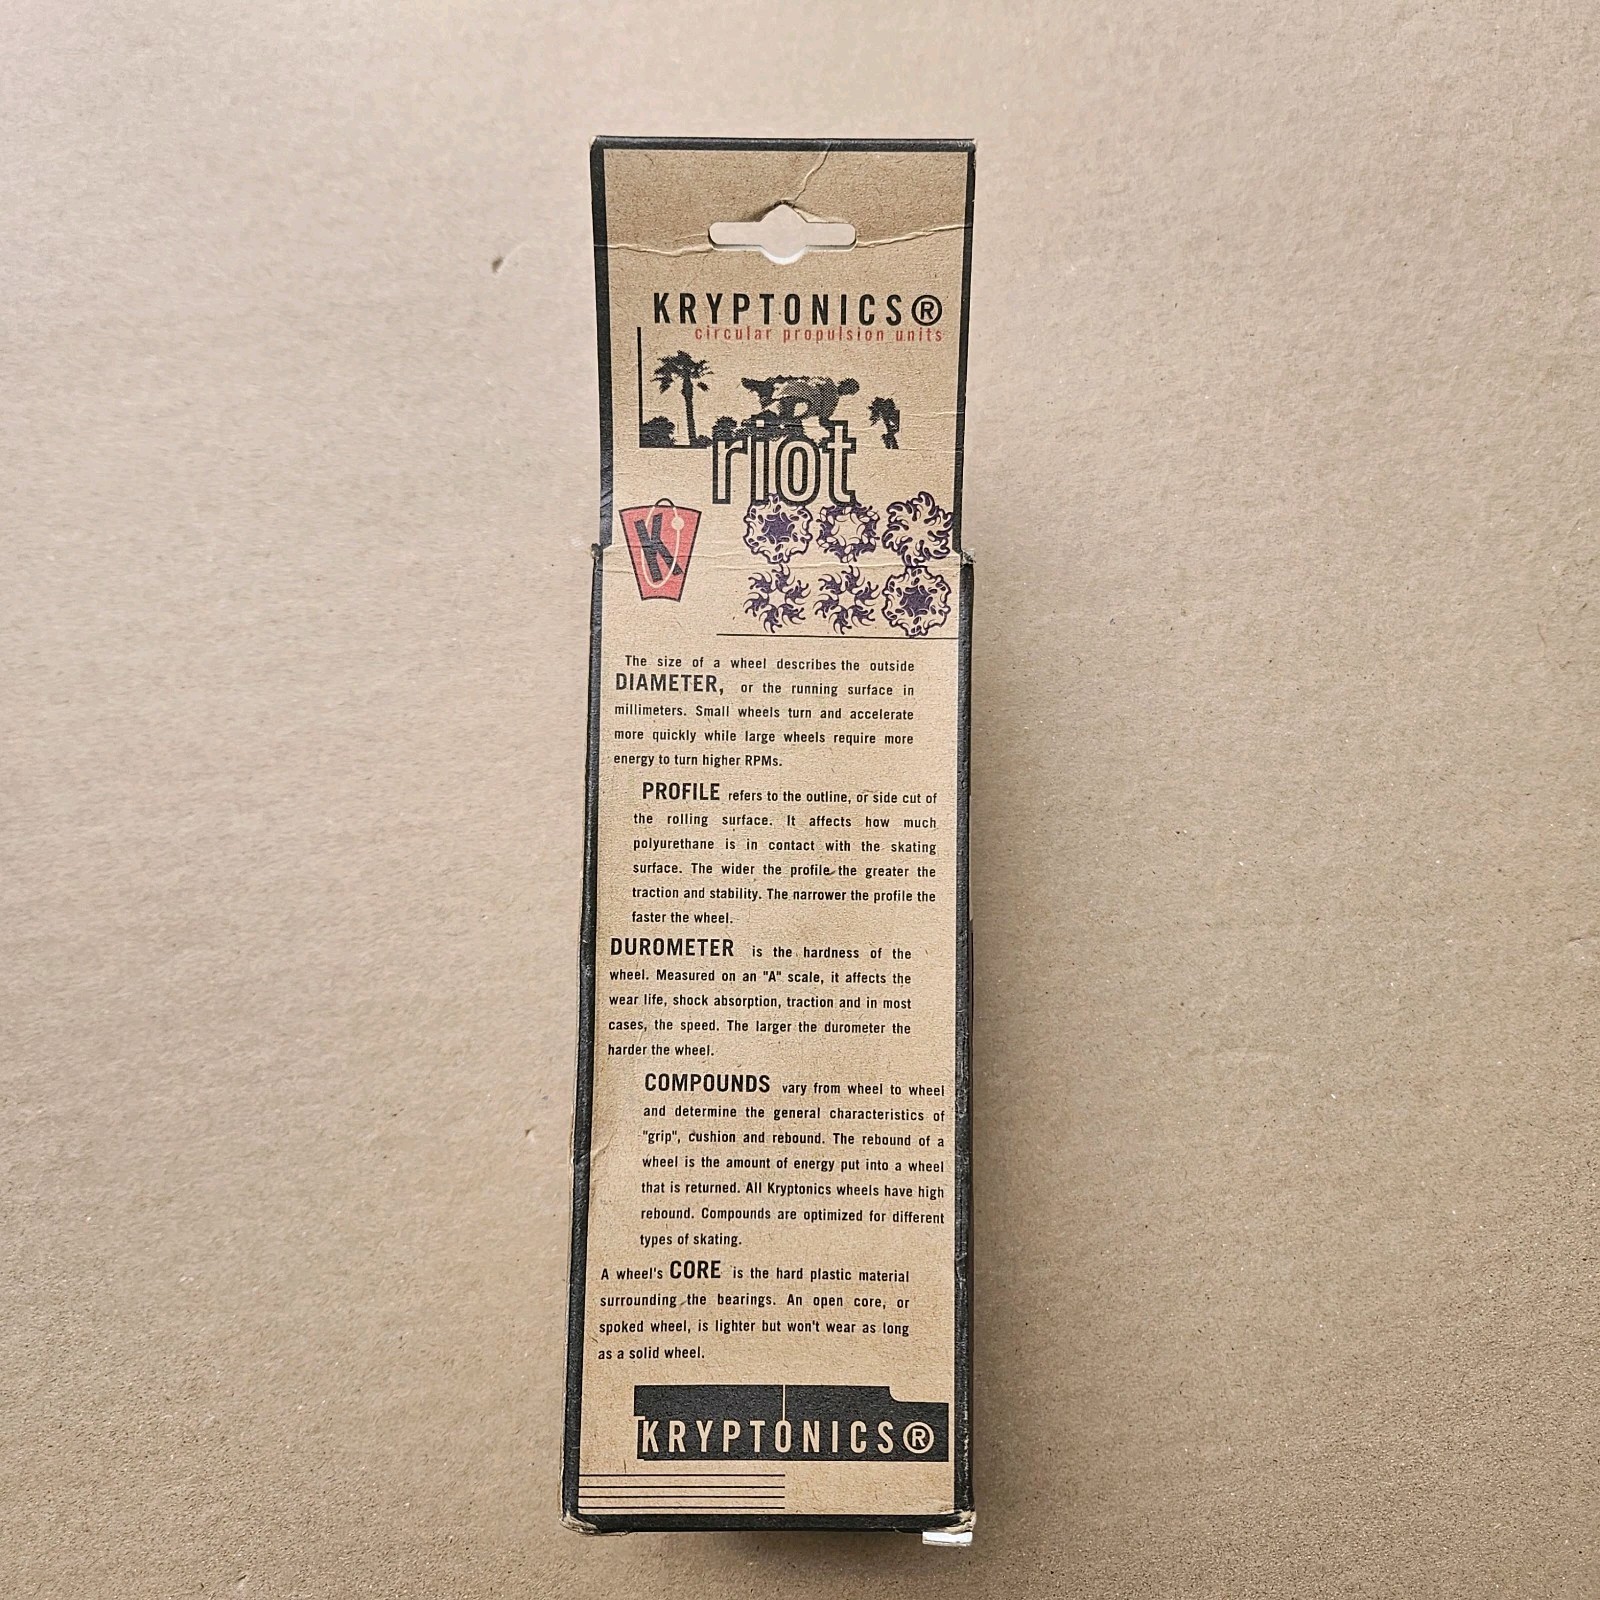 KRYPTONICS®
circular propulsion units
riot
K
The size of a wheel describes the outside
DIAMETER, or the running surface in
millimeters. Small wheels turn and accelerate
more quickly while large wheels require more
energy to turn higher RPMs.
PROFILE refers to the outline, or side cut of
the rolling surface. It affects how much
polyurethane is in contact with the skating
surface. The wider the profile the greater the
traction and stability. The narrower the profile the
faster the wheel.
DUROMETER is the hardness of the
wheel. Measured on an "A" scale, it affects the
wear life, shock absorption, traction and in most
cases, the speed. The larger the durometer the
harder the wheel.
COMPOUNDS vary from wheel to wheel
and determine the general characteristics of
"grip", cushion and rebound. The rebound of a
wheel is the amount of energy put into a wheel
that is returned. All Kryptonics wheels have high
rebound. Compounds are optimized for different
types of skating.
A wheel's CORE is the hard plastic material
surrounding the bearings. An open core, or
spoked wheel, is lighter but won't wear as long
as a solid wheel.
KRYPTONICS®